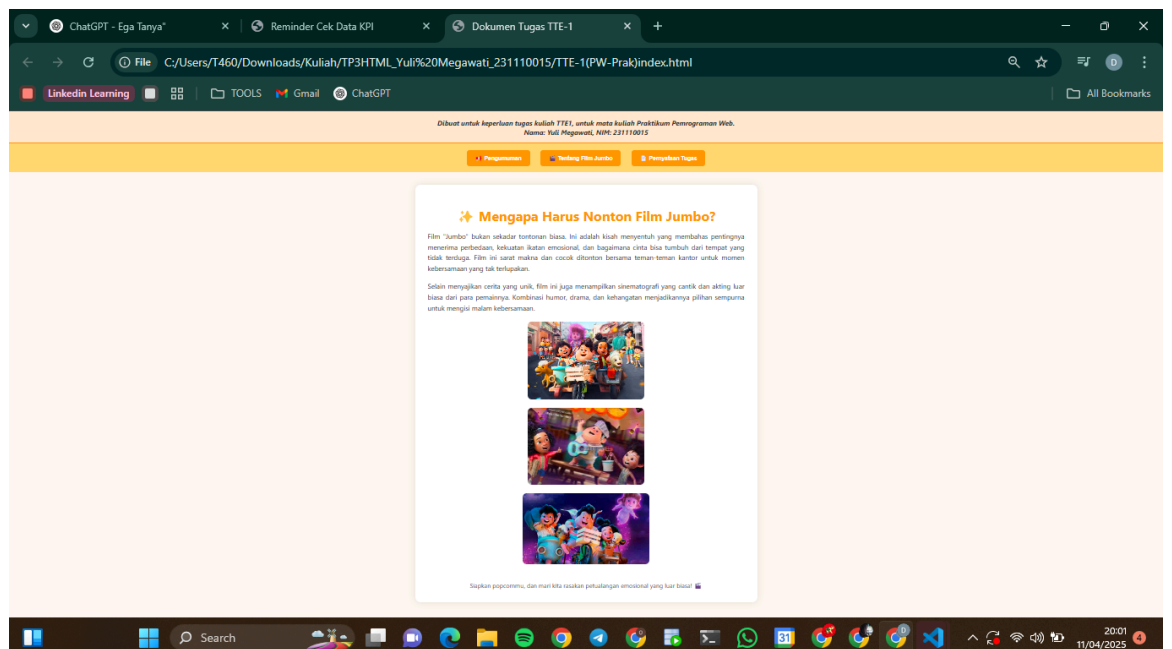 ChatGPT - Ega Tanya"
Reminder Cek Data KPI
Dokumen Tugas TTE-1
File
C:/Users/T460/Downloads/Kuliah/TP3HTML_Yuli%20Megawati_231110015/TTE-1(PW-Prak)index.html
D
Linkedin Learning
TOOLS
Gmail
ChatGPT
All Bookmarks
Dibuat untuk keperluan tugas kuliah TTE1, untuk mata kuliah Praktikum Pemrograman Web.
Nama: Yuli Megawati, NIM: 231110015
Pengumuman
Tentang Film Jumbo
Pernyataan Tugas
✨ Mengapa Harus Nonton Film Jumbo?
Film "Jumbo" bukan sekadar tontonan biasa. Ini adalah kisah menyentuh yang membahas pentingnya
menerima perbedaan, kekuatan ikatan emosional, dan bagaimana cinta bisa tumbuh dari tempat yang
tidak terduga. Film ini sarat makna dan cocok ditonton bersama teman-teman kantor untuk momen
kebersamaan yang tak terlupakan.
Selain menyajikan cerita yang unik, film ini juga menampilkan sinematografi yang cantik dan akting luar
biasa dari para pemainnya. Kombinasi humor, drama, dan kehangatan menjadikannya pilihan sempurna
untuk mengisi malam kebersamaan.
Siapkan popcornmu, dan mari kita rasakan petualangan emosional yang luar biasa! 🎬
Search
31
20:01
11/04/2025
4